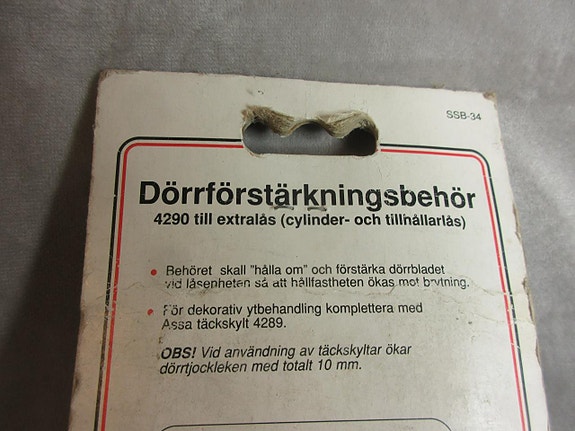 SSB-34
Dörrförstärkningsbehör
4290 till extralås (cylinder- och tillhållarlås)
• Behöret skall "hålla om" och förstärka dörrbladet
vid låsenheten så att hållfastheten ökas mot brytning.
• För dekorativ ytbehandling komplettera med
Assa täckskylt 4289.
OBS! Vid användning av täckskyltar ökar
dörrtjockleken med totalt 10 mm.